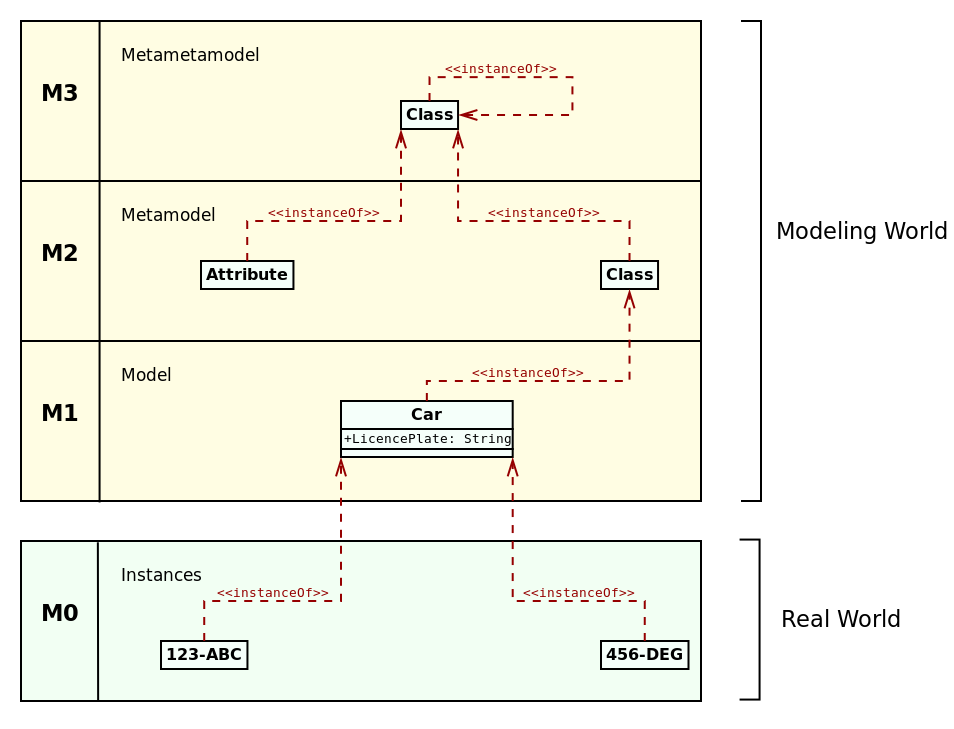 Metametamodel
<<instanceOf>>
M3
Class
Metamodel
<<instanceOf>>
<<instanceOf>>
Modeling World
M2
Attribute
Class
Model
<<instanceOf>>
M1
Car
+LicencePlate: String
Instances
<<instanceOf>>
<<instanceOf>>
M0
Real World
123-ABC
456-DEG